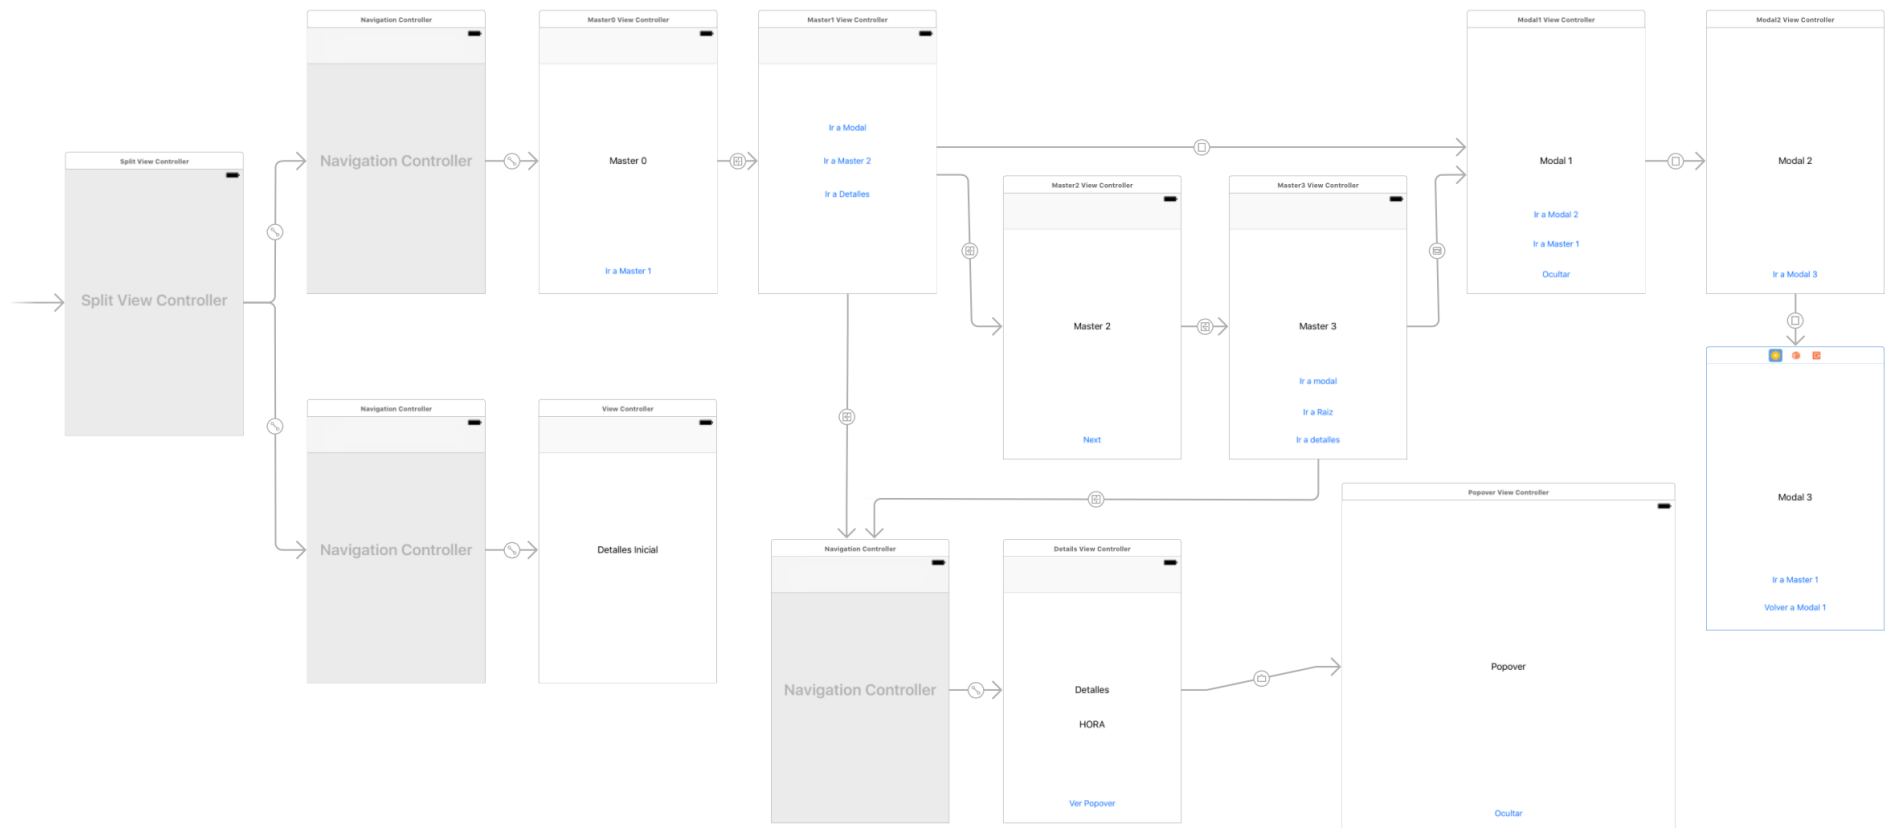 Split View Controller
Split View Controller
Navigation Controller
Navigation Controller
Master0 View Controller
Master 0
Ir a Master 1
Master1 View Controller
Ir a Modal
Ir a Master 2
Ir a Detalles
Master2 View Controller
Master 2
Next
Master3 View Controller
Master 3
Ir a modal
Ir a Raiz
Ir a detalles
Modal1 View Controller
Modal 1
Ir a Modal 2
Ir a Master 1
Ocultar
Modal2 View Controller
Modal 2
Ir a Modal 3
Modal 3
Ir a Master 1
Volver a Modal 1
Navigation Controller
Navigation Controller
View Controller
Detalles Inicial
Navigation Controller
Navigation Controller
Details View Controller
Detalles
HORA
Ver Popover
Popover View Controller
Popover
Ocultar